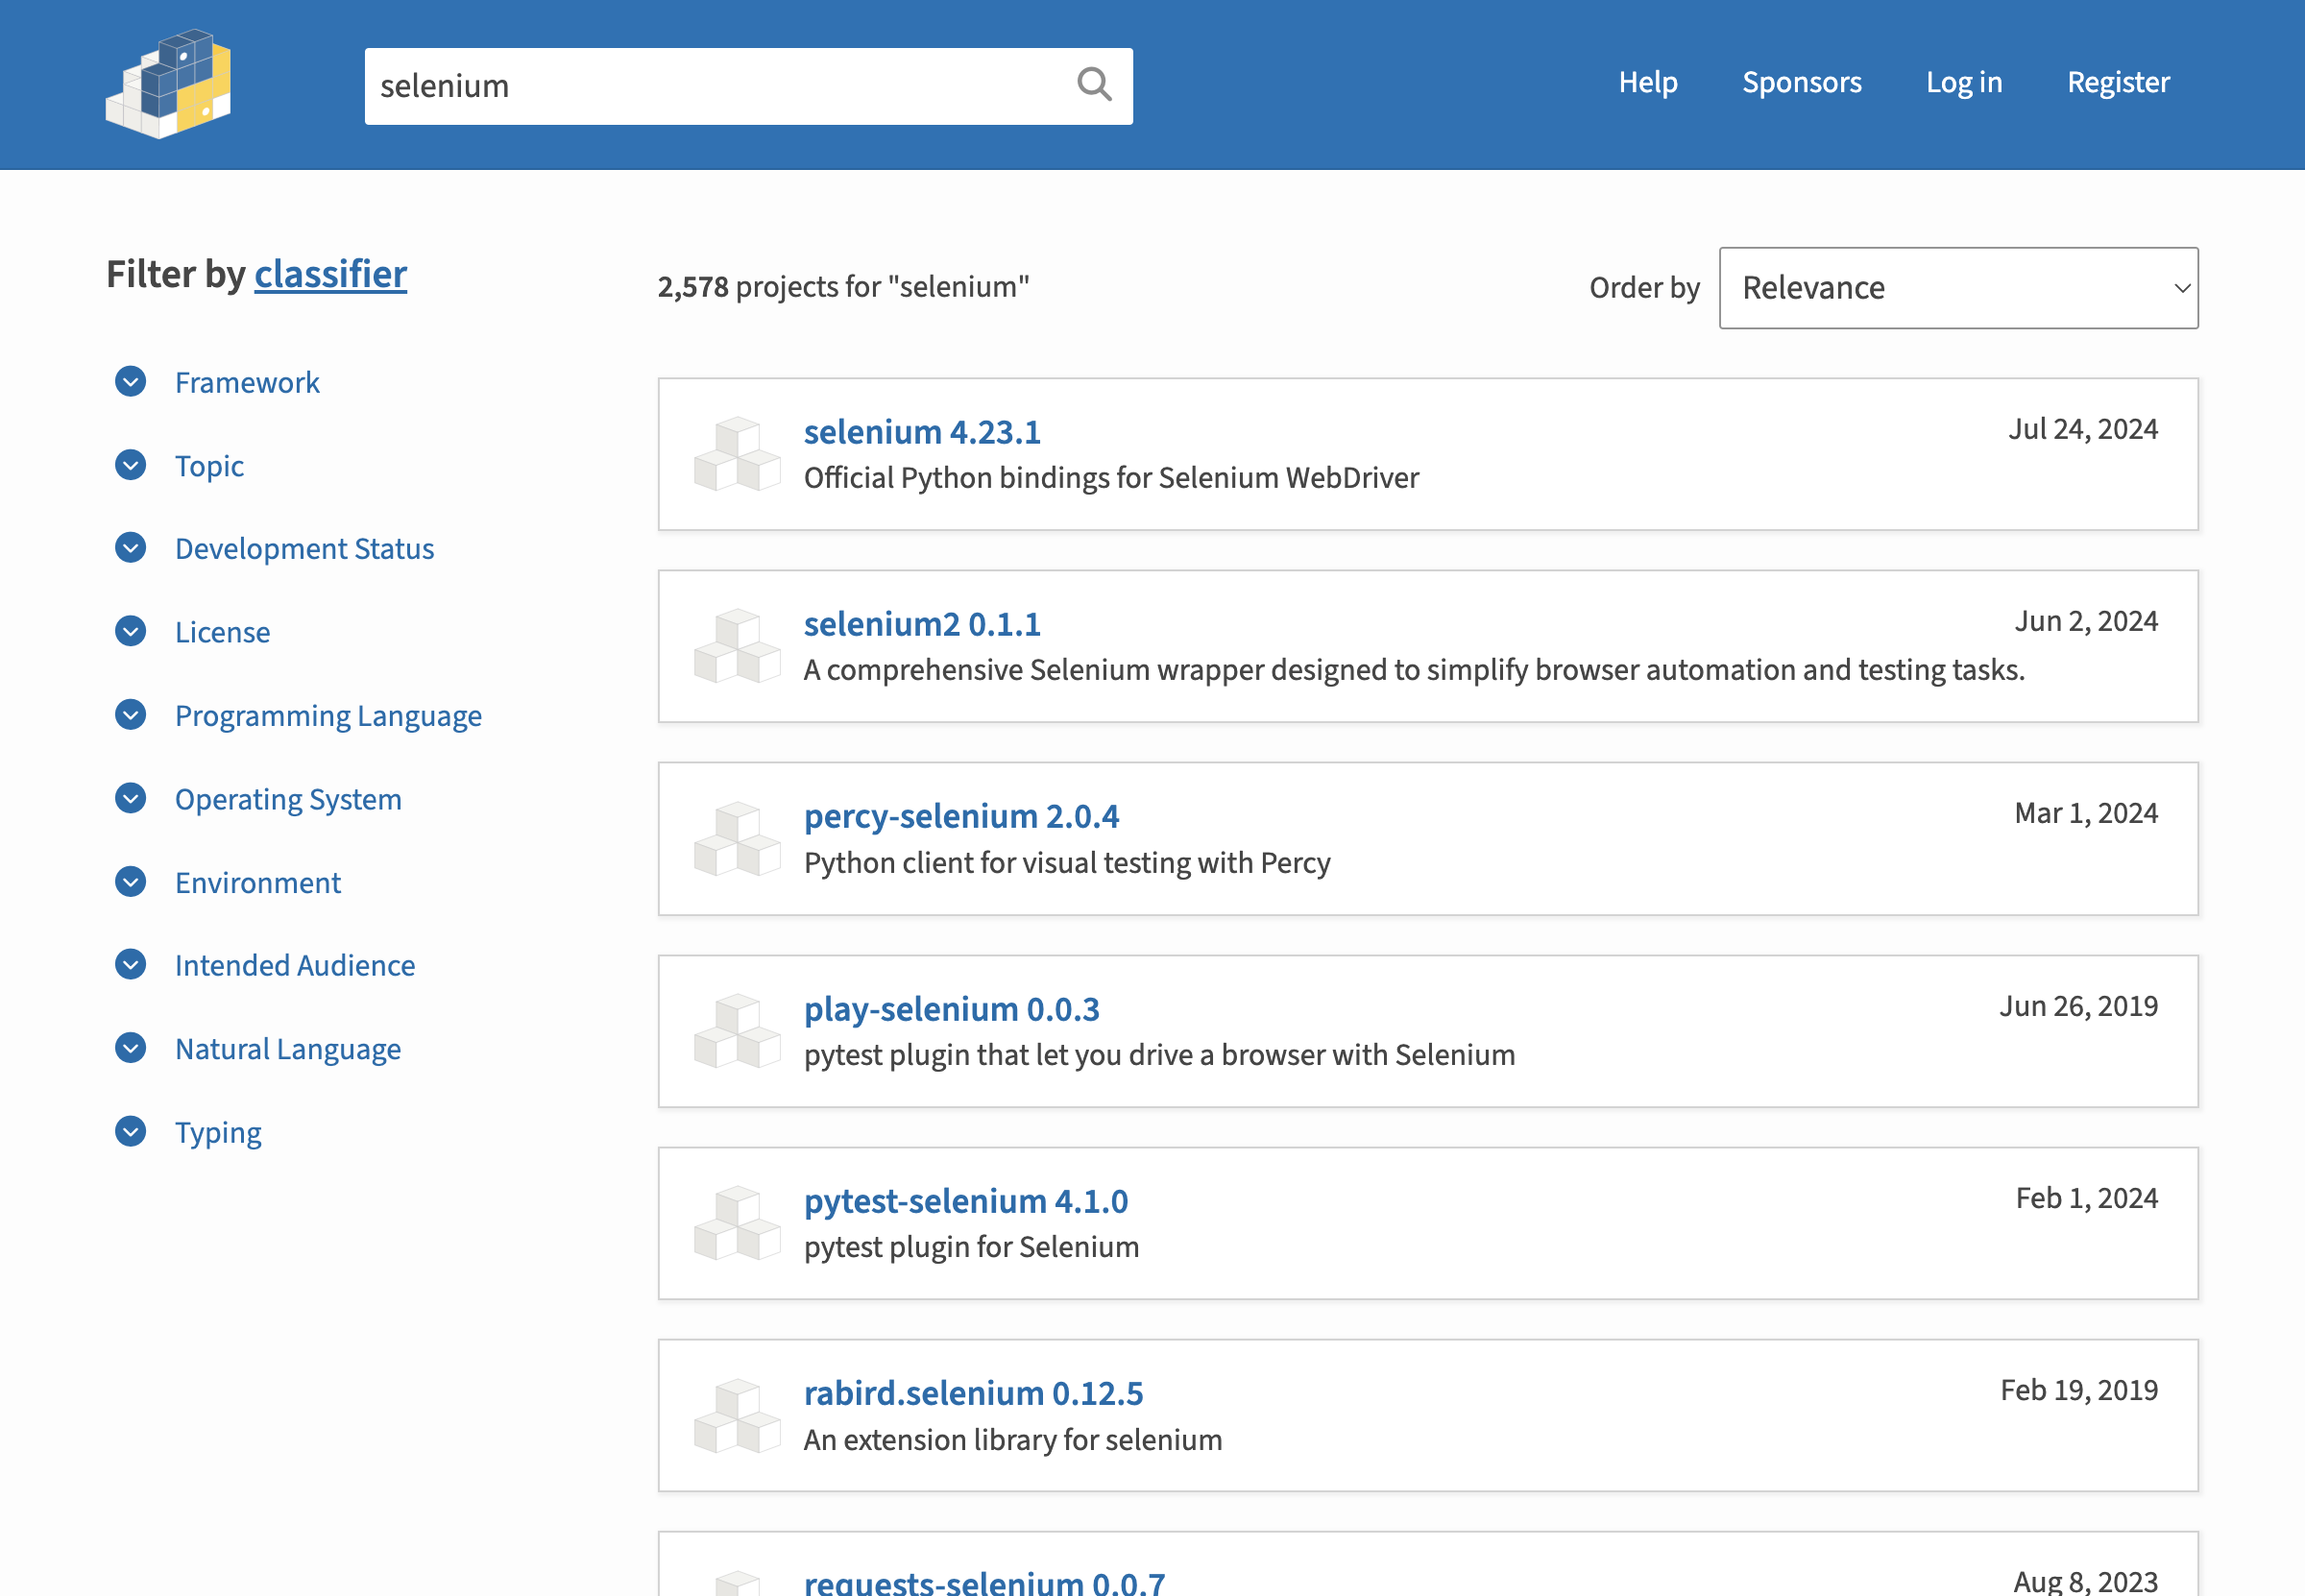 selenium
Help
Sponsors
Log in
Register
Filter by classifier
Framework
Topic
Development Status
License
Programming Language
Operating System
Environment
Intended Audience
Natural Language
Typing
2,578 projects for "selenium"
Order by
Relevance
selenium 4.23.1
Jul 24, 2024
Official Python bindings for Selenium WebDriver
selenium2 0.1.1
Jun 2, 2024
A comprehensive Selenium wrapper designed to simplify browser automation and testing tasks.
percy-selenium 2.0.4
Mar 1, 2024
Python client for visual testing with Percy
play-selenium 0.0.3
Jun 26, 2019
pytest plugin that let you drive a browser with Selenium
pytest-selenium 4.1.0
Feb 1, 2024
pytest plugin for Selenium
rabird.selenium 0.12.5
Feb 19, 2019
An extension library for selenium
requests-selenium 0.0.7
Aug 8, 2023